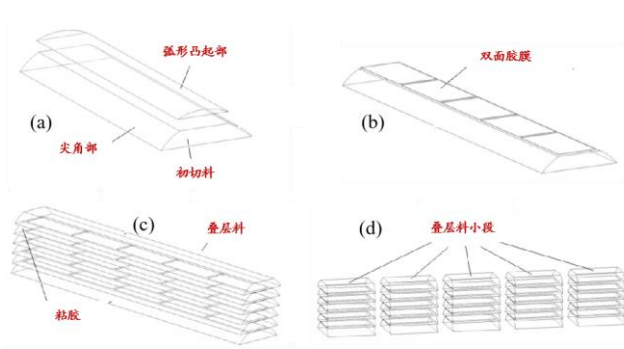 弧形凸起部
(a)
尖角部
初切料
双面胶膜
(b)
(c)
叠层料
粘胶
(d)
叠层料小段